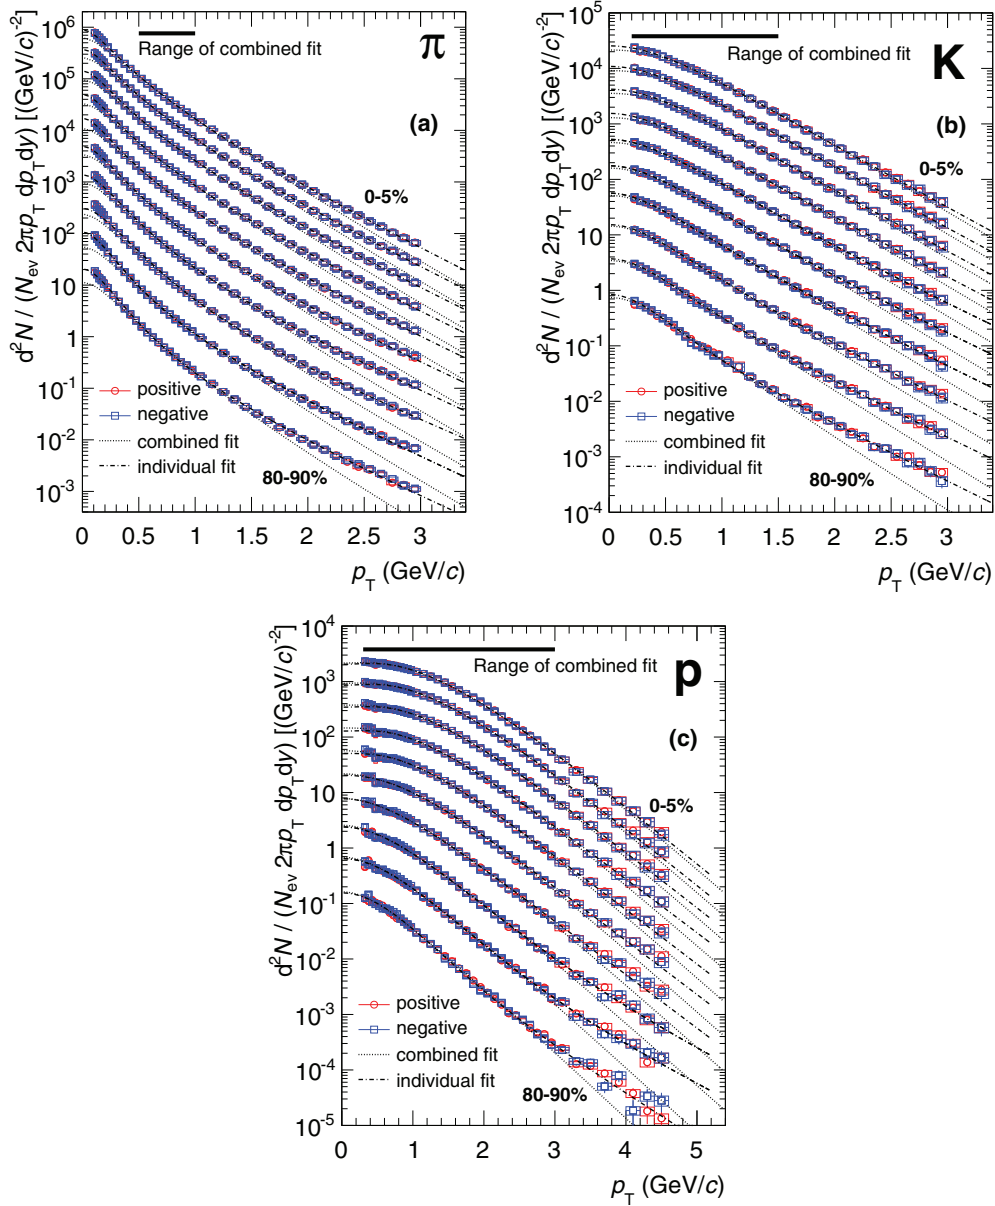 d²N / (N_ev 2πp_T dp_T dy) [(GeV/c)⁻²]
10⁶
10⁵
10⁴
10³
10²
10
1
10⁻¹
10⁻²
10⁻³
Range of combined fit
π
(a)
0-5%
positive
negative
combined fit
individual fit
80-90%
0 0.5 1 1.5 2 2.5 3
p_T (GeV/c)
d²N / (N_ev 2πp_T dp_T dy) [(GeV/c)⁻²]
10⁵
10⁴
10³
10²
10
1
10⁻¹
10⁻²
10⁻³
10⁻⁴
Range of combined fit
K
(b)
0-5%
positive
negative
combined fit
individual fit
80-90%
0 0.5 1 1.5 2 2.5 3
p_T (GeV/c)
d²N / (N_ev 2πp_T dp_T dy) [(GeV/c)⁻²]
10⁴
10³
10²
10
1
10⁻¹
10⁻²
10⁻³
10⁻⁴
10⁻⁵
Range of combined fit
p
(c)
0-5%
positive
negative
combined fit
individual fit
80-90%
0 1 2 3 4 5
p_T (GeV/c)